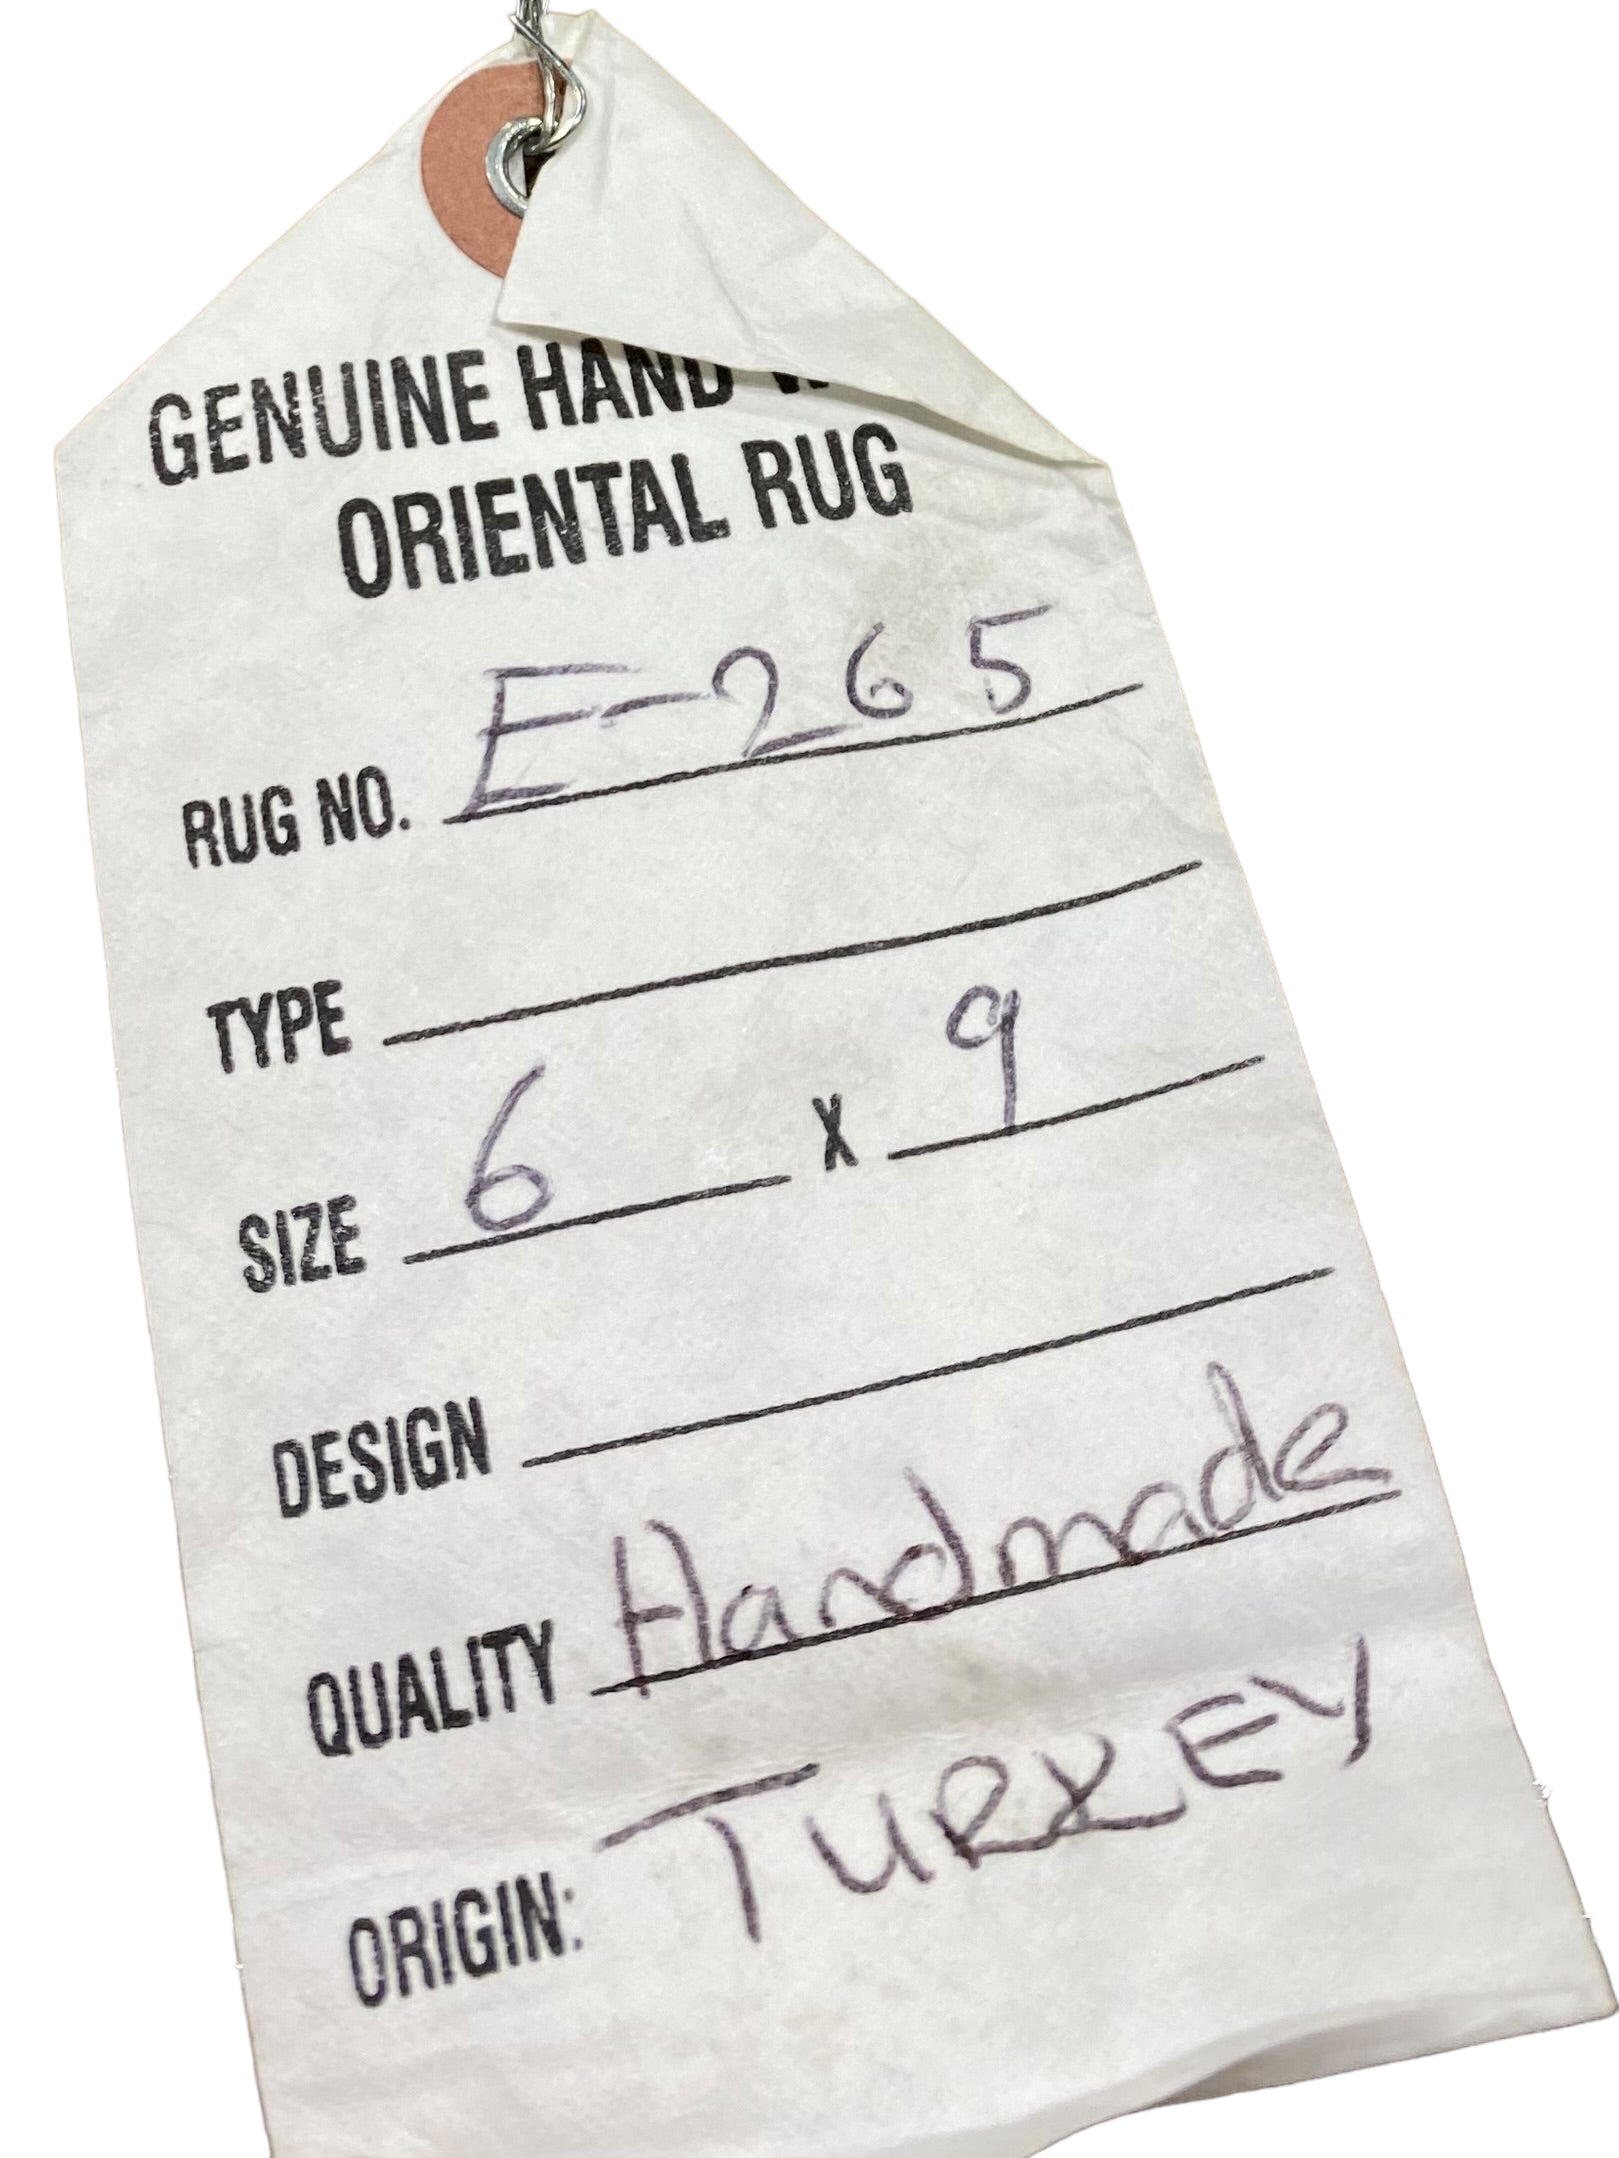 GENUINE HAND
ORIENTAL RUG
RUG NO. E-265
TYPE
SIZE 6 X 9
DESIGN
QUALITY Handmade
ORIGIN: TURKEY